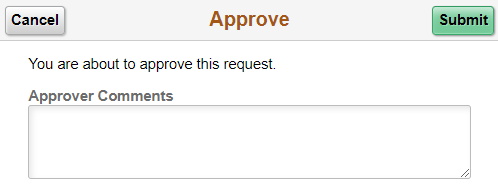 Cancel Approve Submit
You are about to approve this request.
Approver Comments